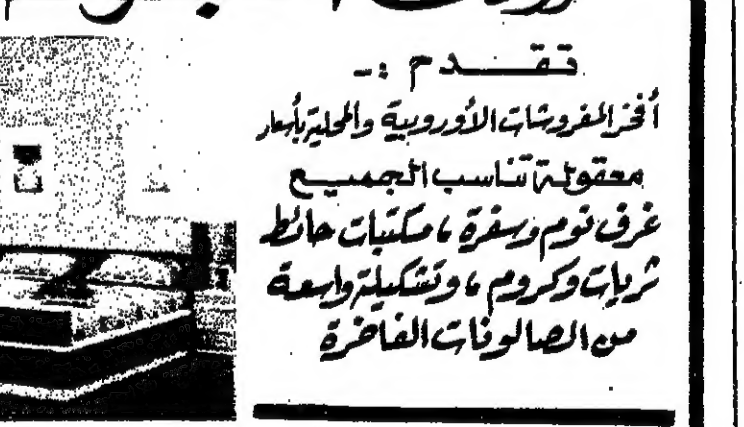 تقدم :-
أفخر المفروشات الأوروبية والمحلية بأسعار
معقولة تناسب الجميع
غرف نوم وسفرة ، مكتبات حائط
ثريات وكروم ، وتشكيلة واسعة
من الصالونات الفاخرة